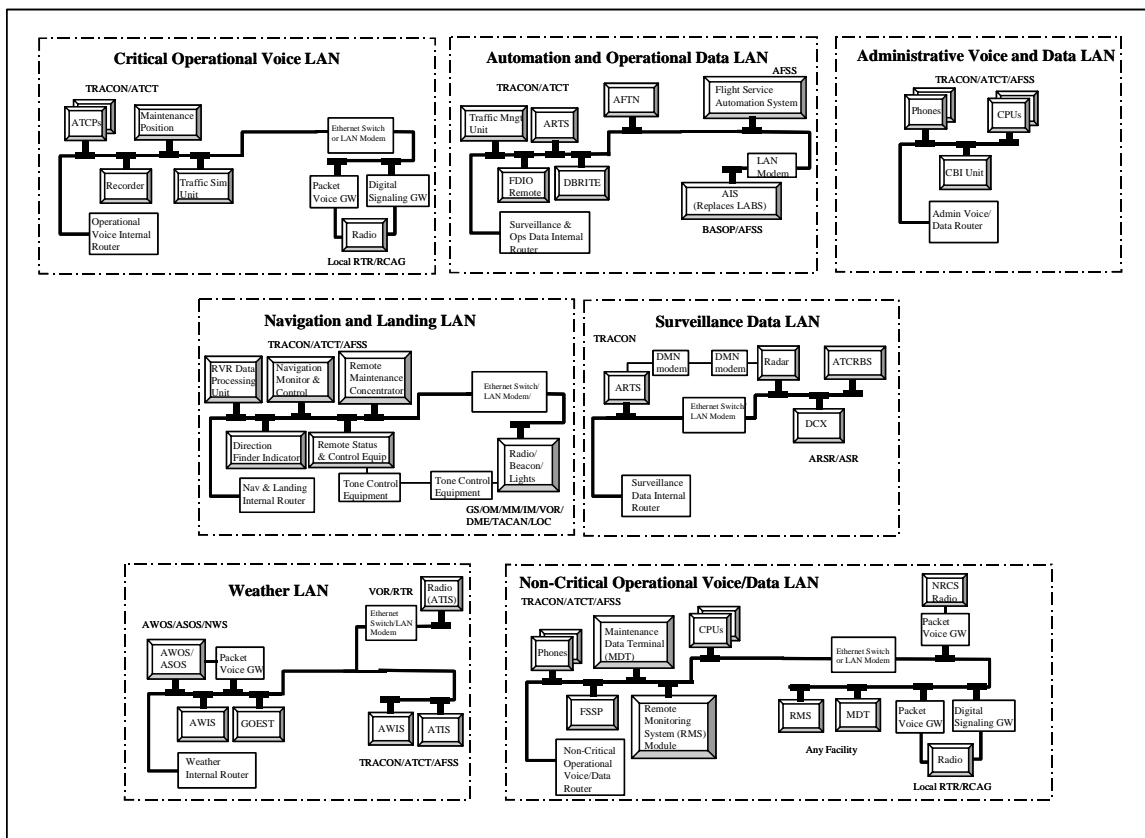 Critical Operational Voice LAN
TRACON/ATCT
ATCPs
Maintenance
Position
Ethernet Switch
or LAN Modem
Recorder
Traffic Sim
Unit
Packet
Voice GW
Digital
Signaling GW
Operational
Voice Internal
Router
Radio
Local RTR/RCAG
Automation and Operational Data LAN
AFSS
TRACON/ATCT
AFTN
Flight Service
Automation System
Traffic Mngt
Unit
ARTS
LAN
Modem
FDIO
Remote
DBRITE
AIS
(Replaces LABS)
Surveillance &
Ops Data Internal
Router
BASOP/AFSS
Administrative Voice and Data LAN
TRACON/ATCT/AFSS
Phones
CPUs
CBI Unit
Admin Voice/
Data Router
Navigation and Landing LAN
TRACON/ATCT/AFSS
RVR Data
Processing
Unit
Navigation
Monitor &
Control
Remote
Maintenance
Concentrator
Ethernet Switch/
LAN Modem/
Direction
Finder Indicator
Remote Status
& Control Equip
Radio/
Beacon/
Lights
Nav & Landing
Internal Router
Tone Control
Equipment
Tone Control
Equipment
GS/OM/MM/IM/VOR/
DME/TACAN/LOC
Surveillance Data LAN
TRACON
DMN
modem
DMN
modem
Radar
ATCRBS
ARTS
Ethernet Switch/
LAN Modem
DCX
ARSR/ASR
Surveillance
Data Internal
Router
Weather LAN
VOR/RTR
Radio
(ATIS)
Ethernet
Switch/LAN
Modem
AWOS/ASOS/NWS
AWOS/
ASOS
Packet
Voice GW
AWIS
GOEST
AWIS
ATIS
Weather
Internal Router
TRACON/ATCT/AFSS
Non-Critical Operational Voice/Data LAN
TRACON/ATCT/AFSS
NRCS
Radio
Packet
Voice GW
Phones
Maintenance
Data Terminal
(MDT)
CPUs
Ethernet Switch
or LAN Modem
FSSP
Remote
Monitoring
System (RMS)
Module
RMS
MDT
Packet
Voice GW
Digital
Signaling GW
Any Facility
Non-Critical
Operational
Voice/Data
Router
Radio
Local RTR/RCAG